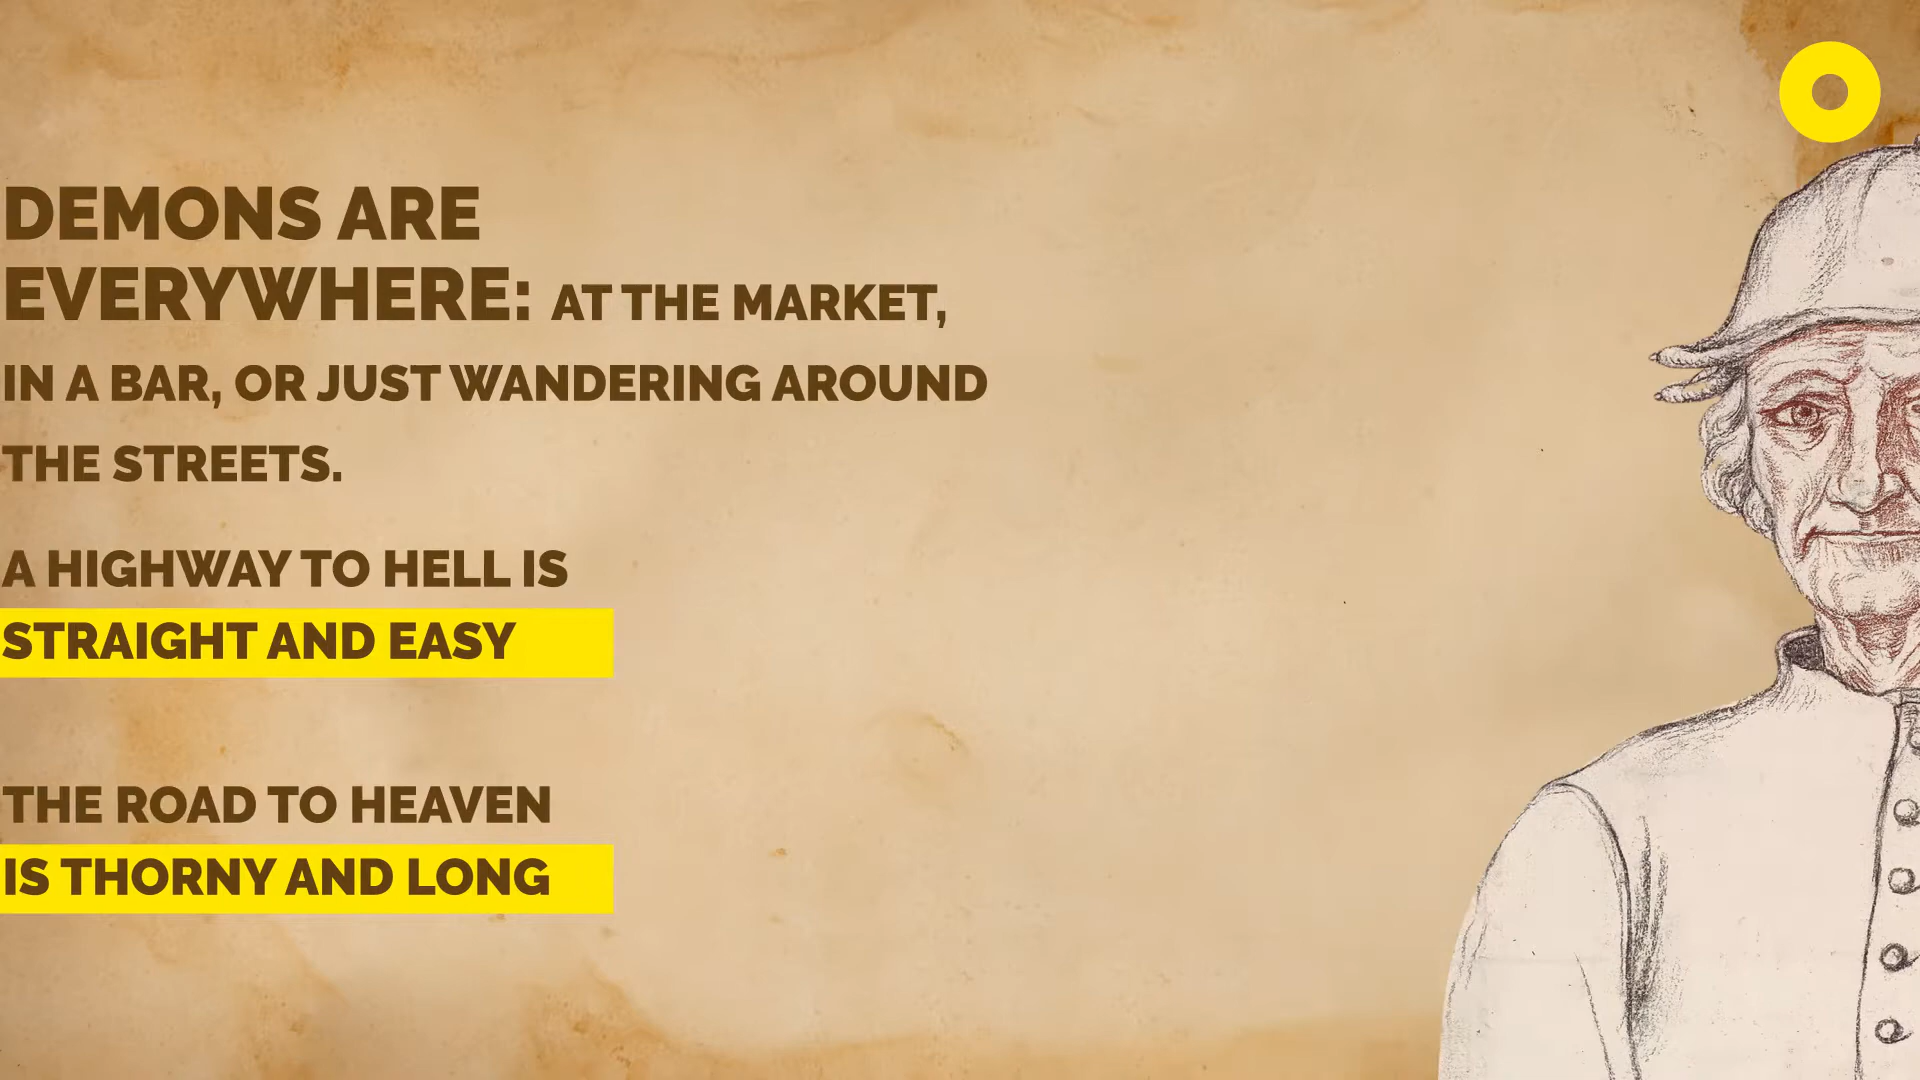 DEMONS ARE
EVERYWHERE: AT THE MARKET,
IN A BAR, OR JUST WANDERING AROUND
THE STREETS.
A HIGHWAY TO HELL IS
STRAIGHT AND EASY
THE ROAD TO HEAVEN
IS THORNY AND LONG